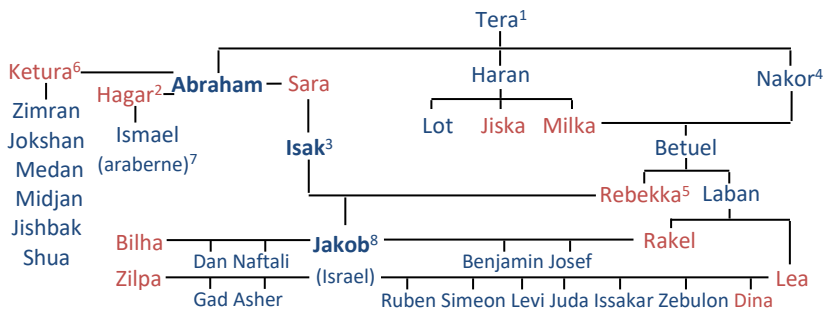 Tera¹
Ketura⁶ Abraham Sara Haran Nakor⁴
Hagar²
Zimran Ismael Lot Jiska Milka
Jokshan (araberne)⁷ Isak³ Betuel
Medan
Midjan Rebekka⁵ Laban
Jishbak
Shua Bilha Jakob⁸ Rakel
Dan Naftali (Israel) Benjamin Josef
Zilpa Lea
Gad Asher Ruben Simeon Levi Juda Issakar Zebulon Dina